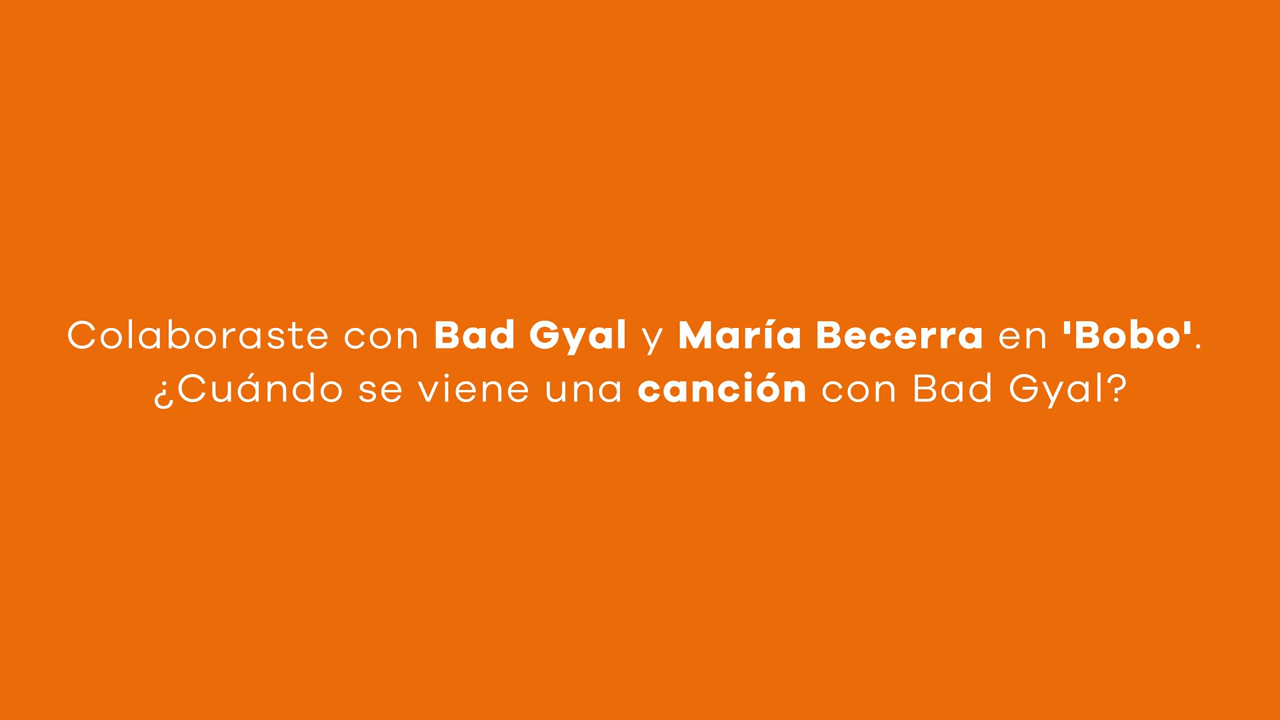 Colaboraste con Bad Gyal y María Becerra en 'Bobo'.
¿Cuándo se viene una canción con Bad Gyal?